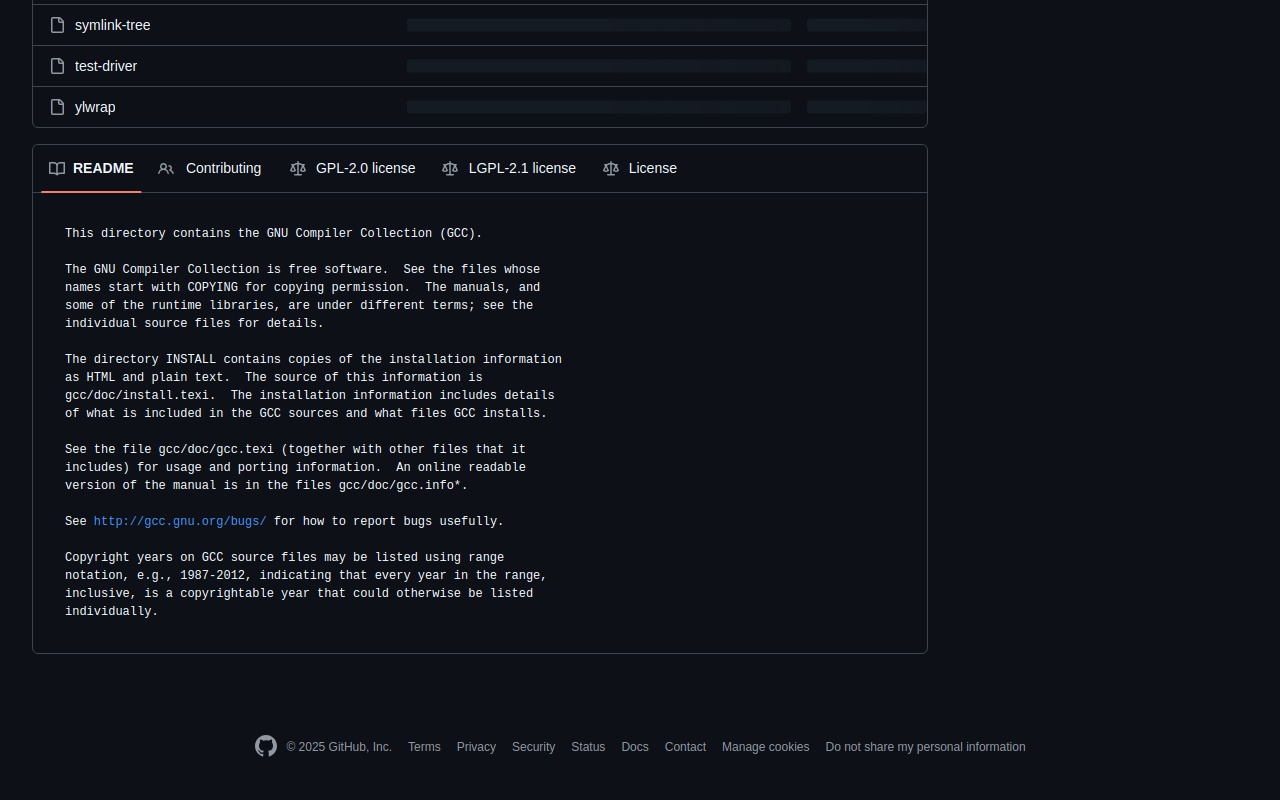 symlink-tree
test-driver
ylwrap
README Contributing GPL-2.0 license LGPL-2.1 license License
This directory contains the GNU Compiler Collection (GCC).
The GNU Compiler Collection is free software.  See the files whose
names start with COPYING for copying permission.  The manuals, and
some of the runtime libraries, are under different terms; see the
individual source files for details.
The directory INSTALL contains copies of the installation information
as HTML and plain text.  The source of this information is
gcc/doc/install.texi.  The installation information includes details
of what is included in the GCC sources and what files GCC installs.
See the file gcc/doc/gcc.texi (together with other files that it
includes) for usage and porting information.  An online readable
version of the manual is in the files gcc/doc/gcc.info*.
See http://gcc.gnu.org/bugs/ for how to report bugs usefully.
Copyright years on GCC source files may be listed using range
notation, e.g., 1987-2012, indicating that every year in the range,
inclusive, is a copyrightable year that could otherwise be listed
individually.
© 2025 GitHub, Inc. Terms Privacy Security Status Docs Contact Manage cookies Do not share my personal information